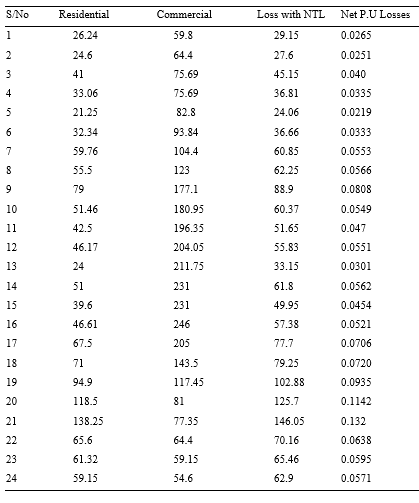 S/No Residential Commercial Loss with NTL Net P.U Losses
1 26.24 59.8 29.15 0.0265
2 24.6 64.4 27.6 0.0251
3 41 75.69 45.15 0.040
4 33.06 75.69 36.81 0.0335
5 21.25 82.8 24.06 0.0219
6 32.34 93.84 36.66 0.0333
7 59.76 104.4 60.85 0.0553
8 55.5 123 62.25 0.0566
9 79 177.1 88.9 0.0808
10 51.46 180.95 60.37 0.0549
11 42.5 196.35 51.65 0.047
12 46.17 204.05 55.83 0.0551
13 24 211.75 33.15 0.0301
14 51 231 61.8 0.0562
15 39.6 231 49.95 0.0454
16 46.61 246 57.38 0.0521
17 67.5 205 77.7 0.0706
18 71 143.5 79.25 0.0720
19 94.9 117.45 102.88 0.0935
20 118.5 81 125.7 0.1142
21 138.25 77.35 146.05 0.132
22 65.6 64.4 70.16 0.0638
23 61.32 59.15 65.46 0.0595
24 59.15 54.6 62.9 0.0571